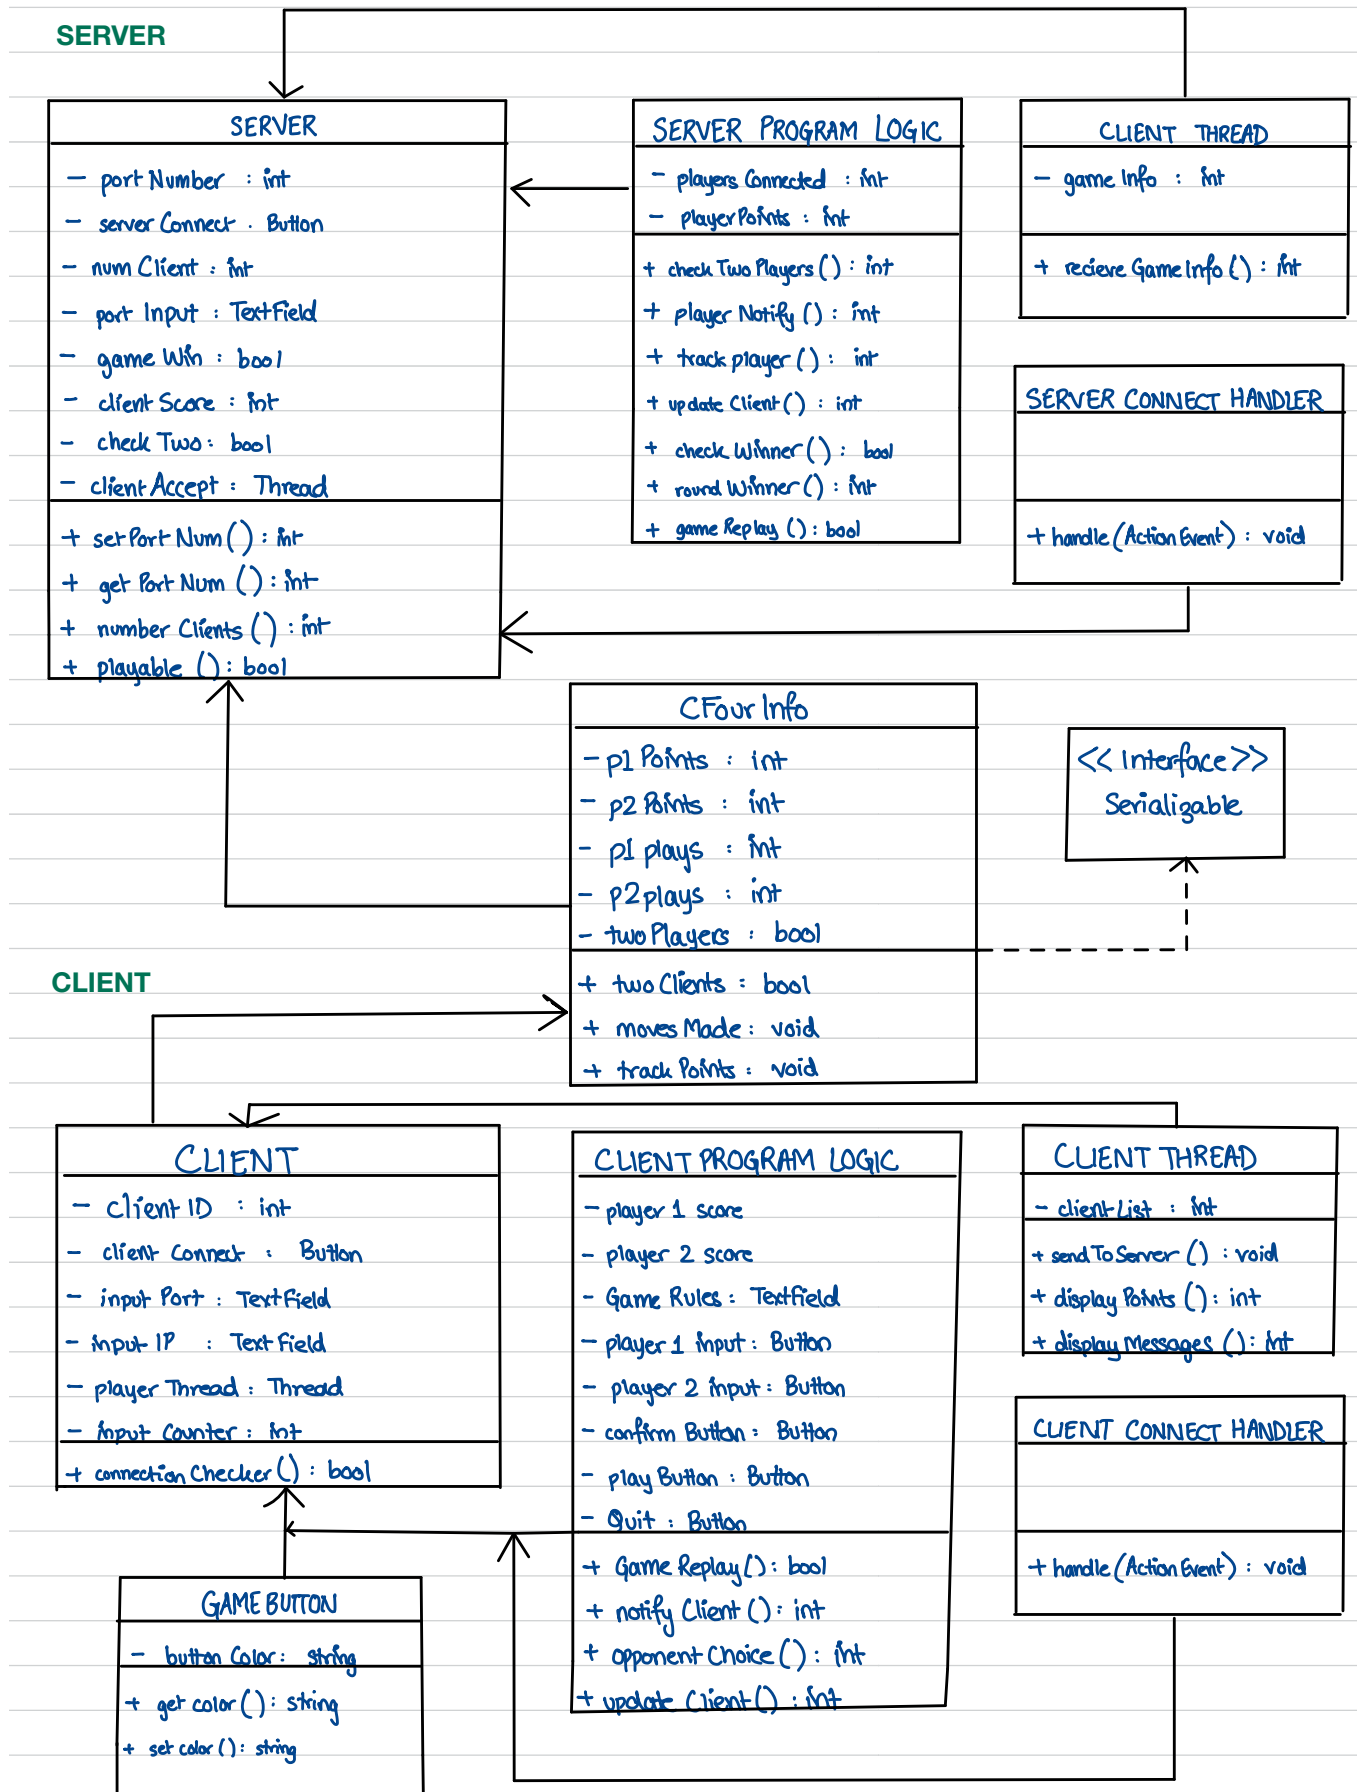 SERVER
SERVER
- port Number : int
- server Connect : Button
- num Client : int
- port Input : TextField
- game Win : bool
- client Score : int
- check Two : bool
- client Accept : Thread
+ set Port Num () : int
+ get Port Num () : int
+ number Clients () : int
+ playable () : bool
SERVER PROGRAM LOGIC
- players Connected : int
- player Points : int
+ check Two Players () : int
+ player Notify () : int
+ track player () : int
+ update Client () : int
+ check Winner () : bool
+ round Winner () : int
+ game Replay () : bool
CLIENT THREAD
- game Info : int
+ recieve Game Info () : int
SERVER CONNECT HANDLER
+ handle (Action Event) : void
CFour Info
- p1 Points : int
- p2 Points : int
- p1 plays : int
- p2 plays : int
- two Players : bool
+ two Clients : bool
+ moves Made : void
+ track Points : void
<< Interface >>
Serializable
CLIENT
CLIENT
- Client ID : int
- client Connect : Button
- input Port : Text Field
- input IP : Text Field
- player Thread : Thread
- input Counter : int
+ connection Checker () : bool
CLIENT PROGRAM LOGIC
- player 1 score
- player 2 score
- Game Rules : Textfield
- player 1 input : Button
- player 2 input : Button
- confirm Button : Button
- play Button : Button
- Quit : Button
+ Game Replay () : bool
+ notify Client () : int
+ Opponent Choice () : int
+ update Client () : int
CLIENT THREAD
- client List : int
+ send To Server () : void
+ display Points () : int
+ display Messages () : int
CLIENT CONNECT HANDLER
+ handle (Action Event) : void
GAME BUTTON
- button Color : string
+ get color () : string
+ set color () : string